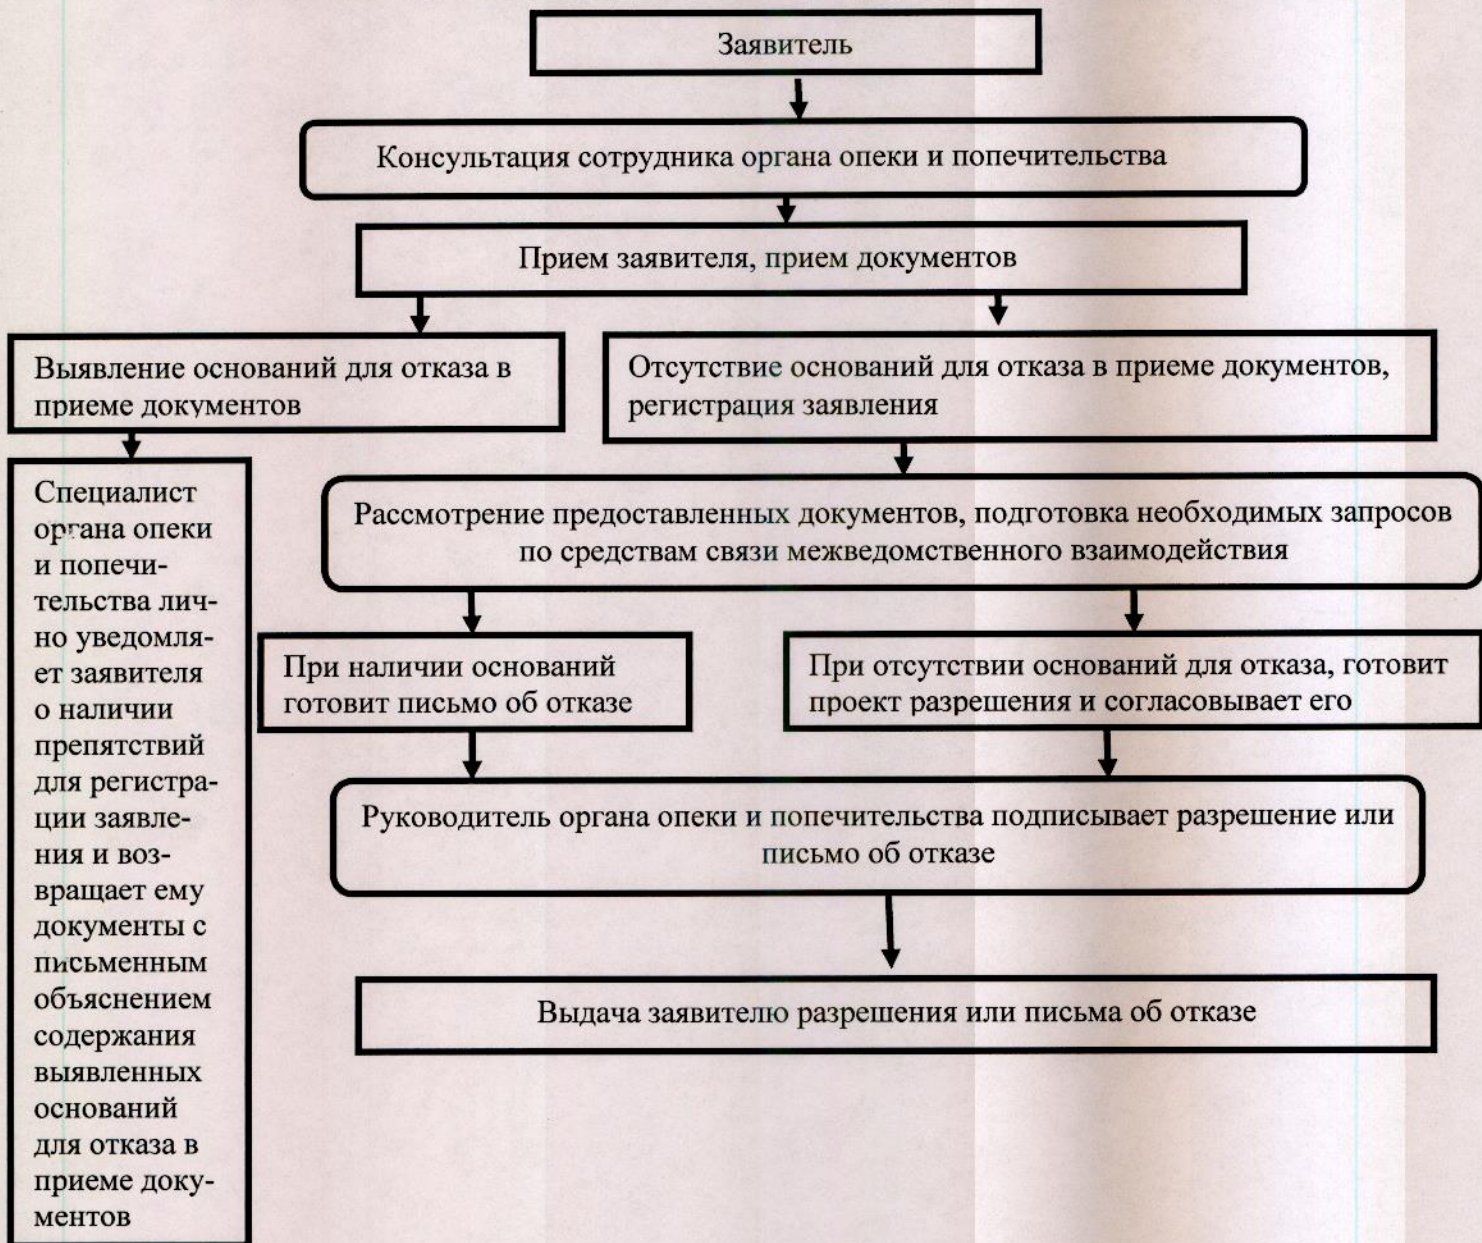 Заявитель
Консультация сотрудника органа опеки и попечительства
Прием заявителя, прием документов
Выявление оснований для отказа в
приеме документов
Отсутствие оснований для отказа в приеме документов,
регистрация заявления
Специалист
органа опеки
и попечи-
тельства лич-
но уведомля-
ет заявителя
о наличии
препятствий
для регистра-
ции заявле-
ния и воз-
вращает ему
документы с
письменным
объяснением
содержания
выявленных
оснований
для отказа в
приеме доку-
ментов
Рассмотрение предоставленных документов, подготовка необходимых запросов
по средствам связи межведомственного взаимодействия
При наличии оснований
готовит письмо об отказе
При отсутствии оснований для отказа, готовит
проект разрешения и согласовывает его
Руководитель органа опеки и попечительства подписывает разрешение или
письмо об отказе
Выдача заявителю разрешения или письма об отказе